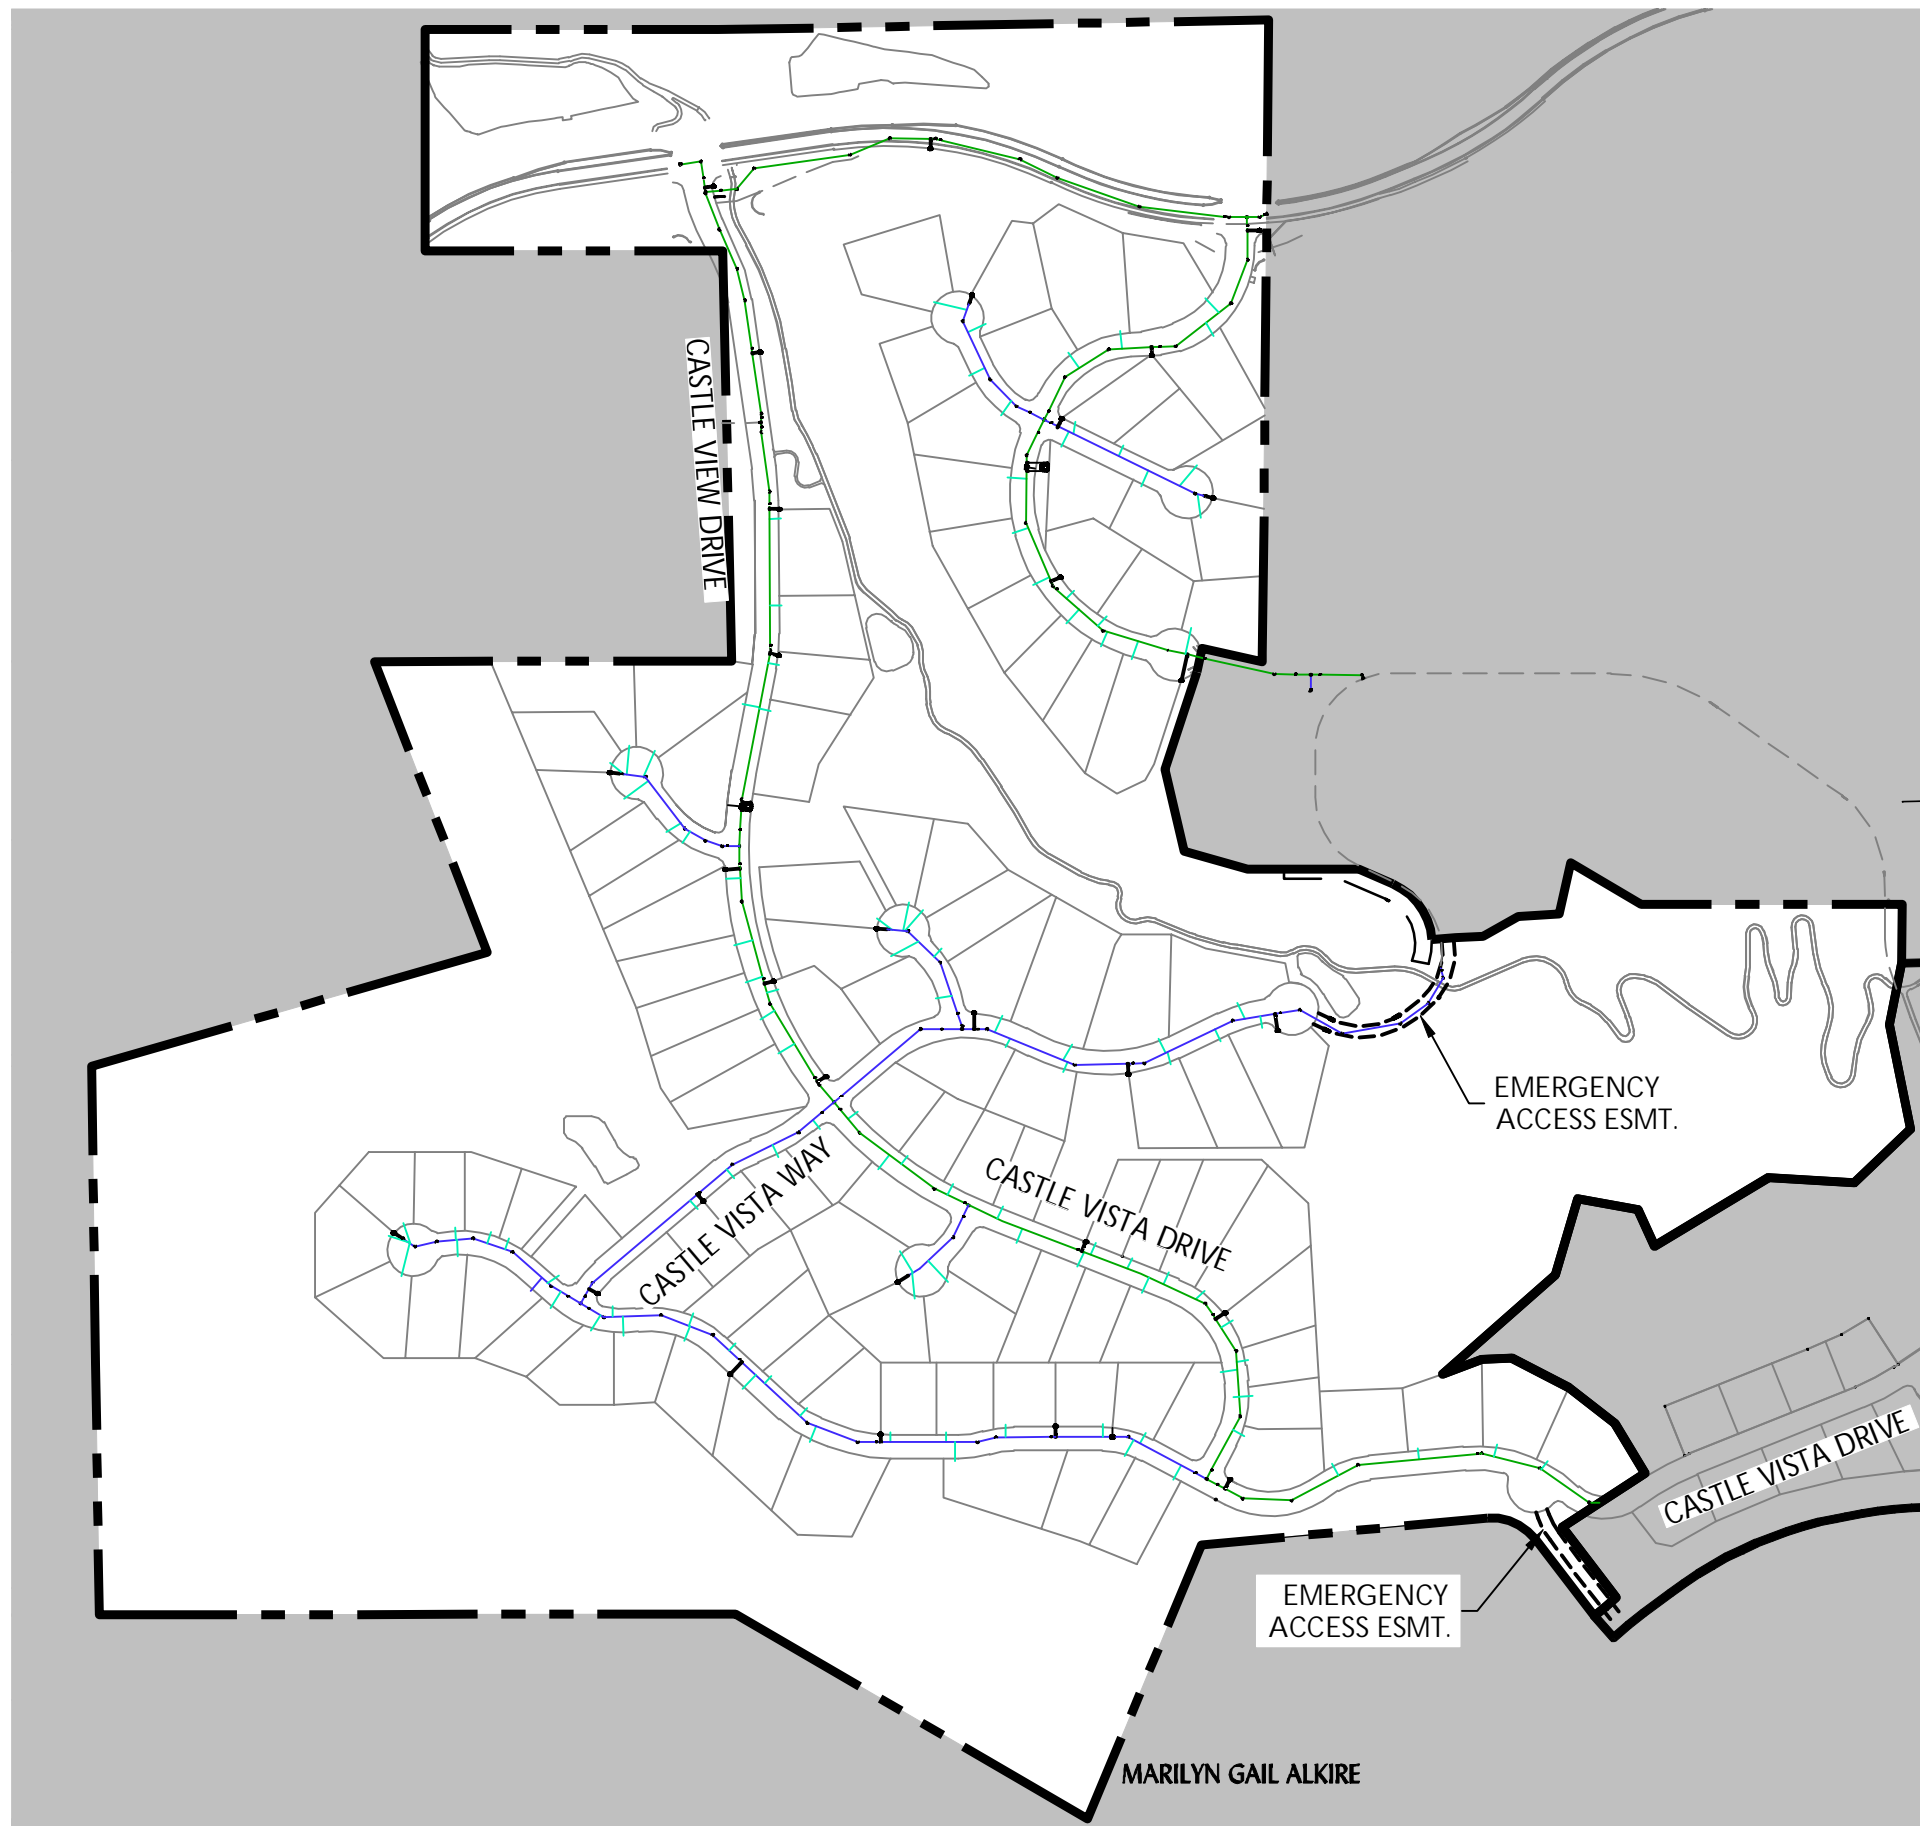 CASTLE VIEW DRIVE
EMERGENCY
ACCESS ESMT.
CASTLE VISTA WAY
CASTLE VISTA DRIVE
CASTLE VISTA DRIVE
EMERGENCY
ACCESS ESMT.
MARILYN GAIL ALKIRE